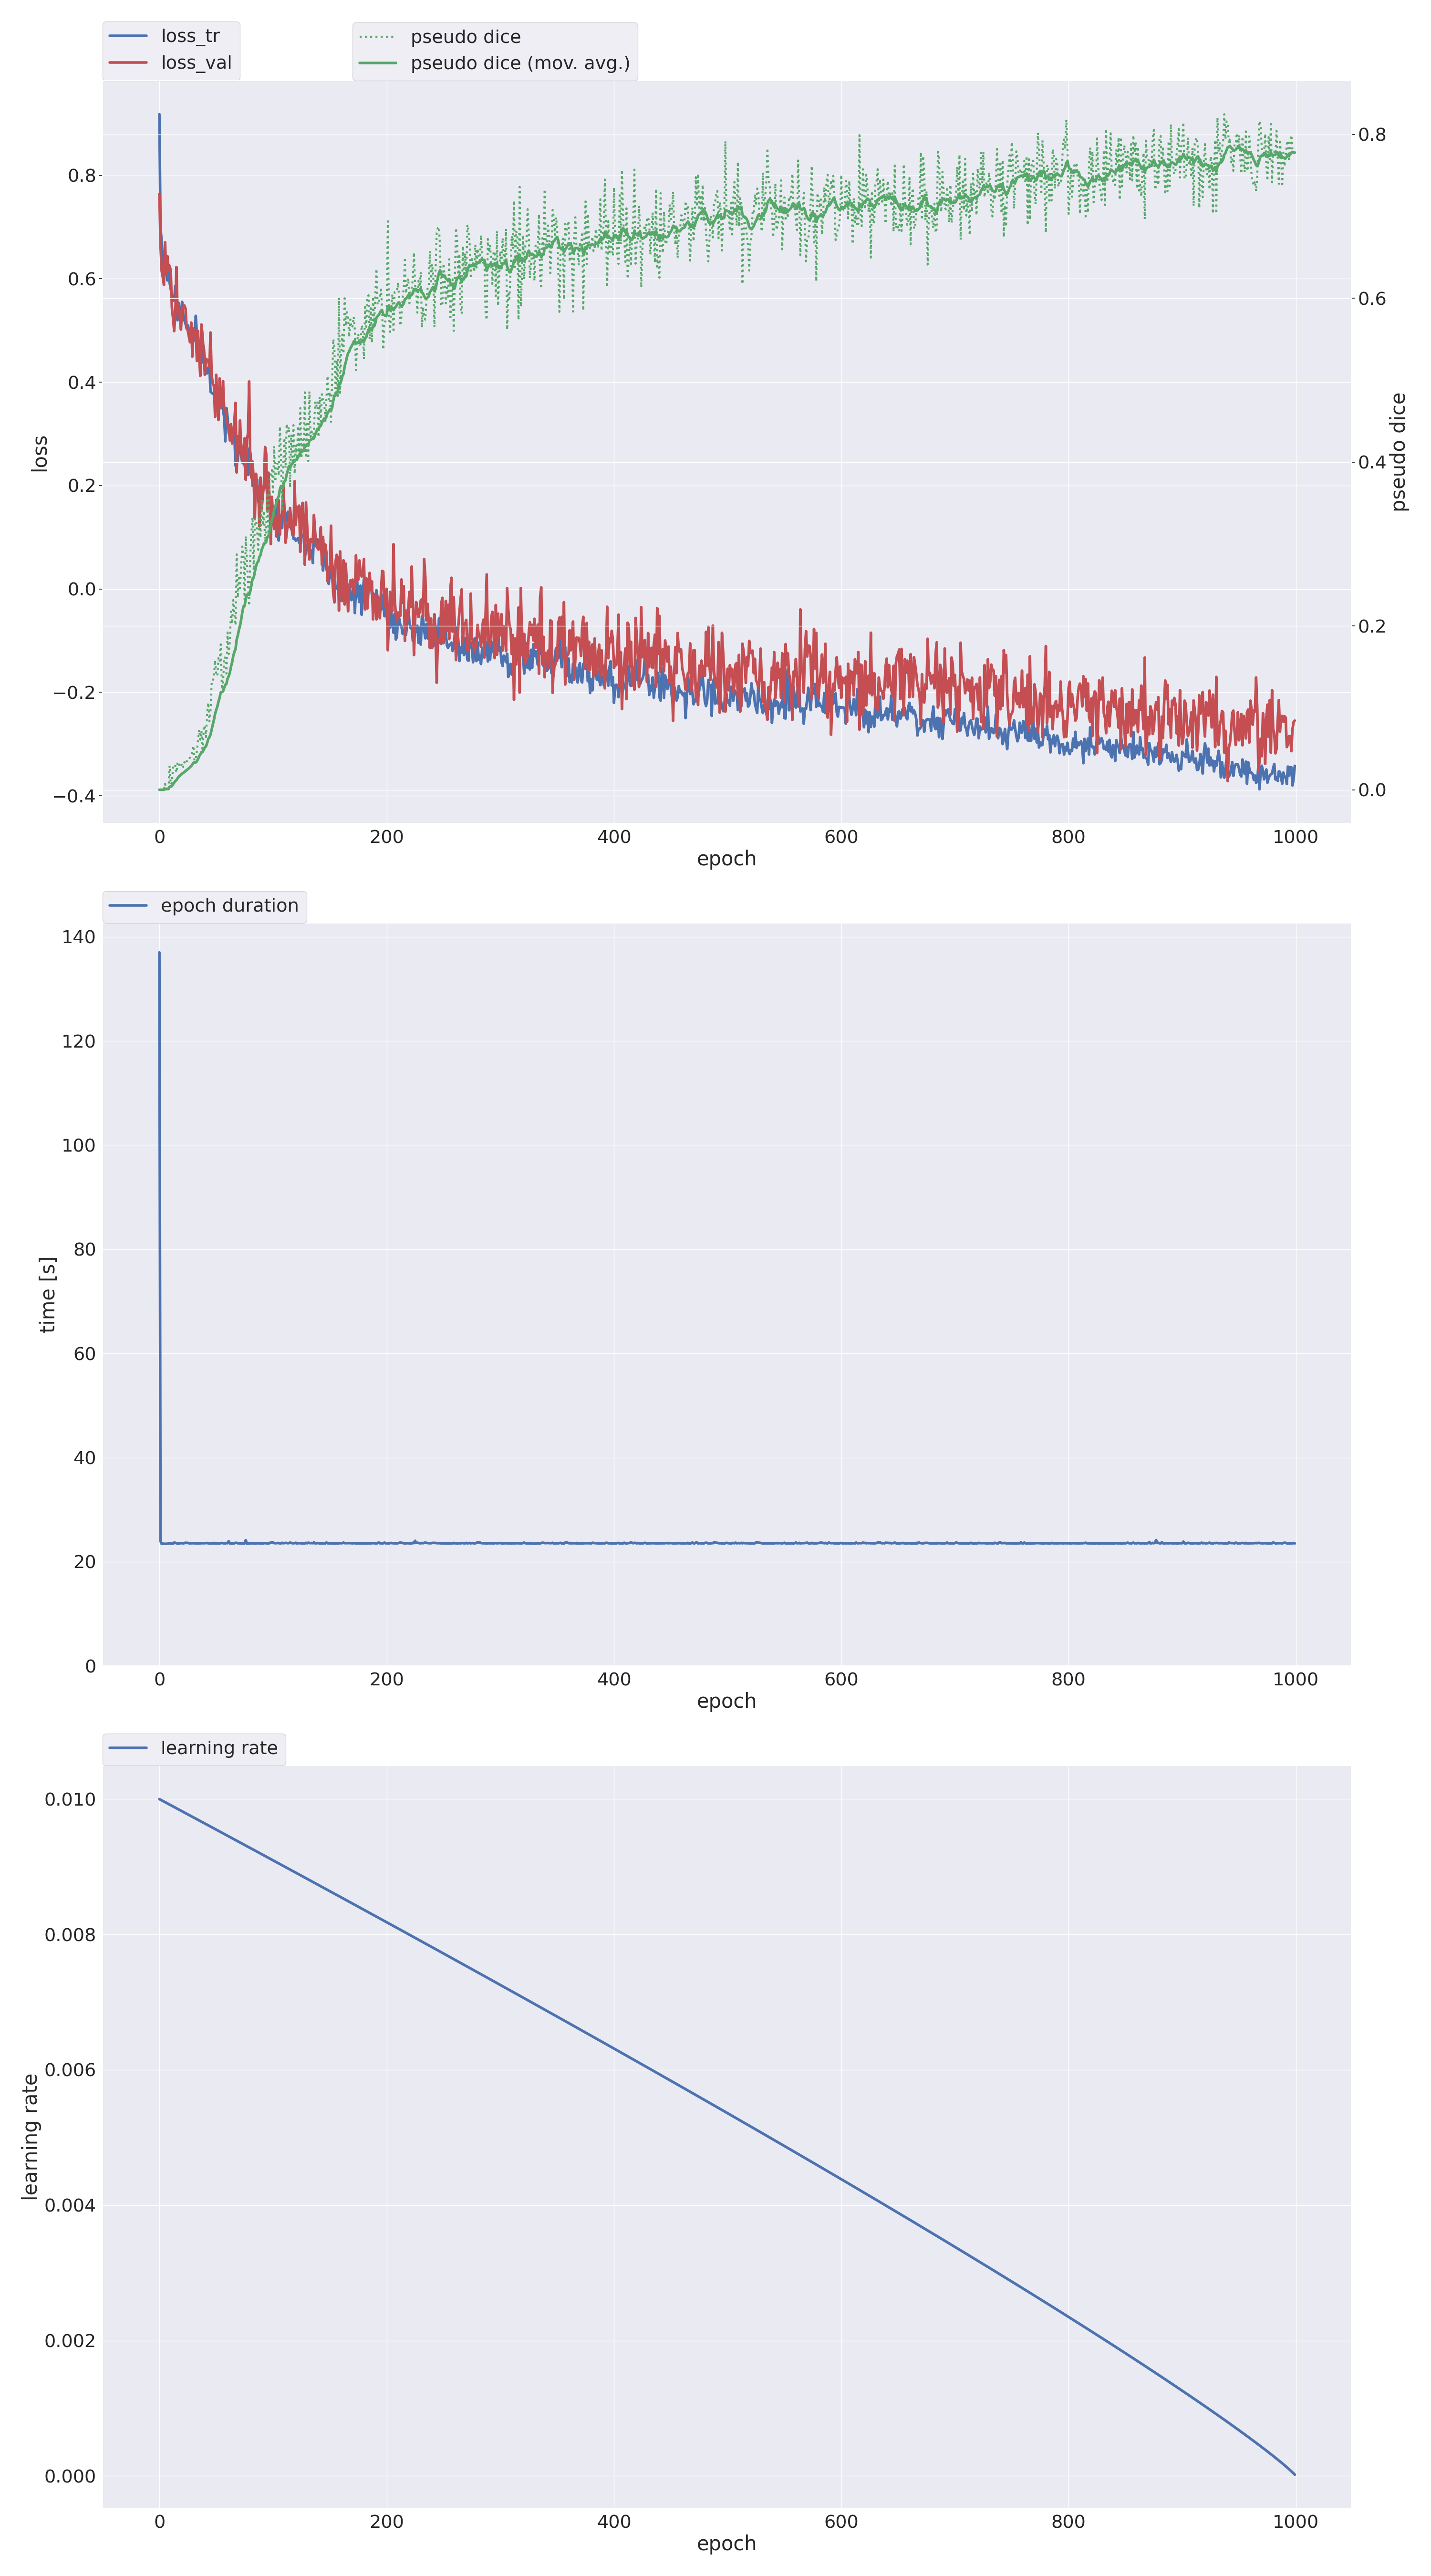 loss_tr
loss_val
pseudo dice
pseudo dice (mov. avg.)
0.8
0.6
0.4
0.2
0.0
−0.2
−0.4
loss
0.8
0.6
0.4
0.2
0.0
pseudo dice
0 200 400 600 800 1000
epoch
epoch duration
140
120
100
80
60
40
20
0
time [s]
0 200 400 600 800 1000
epoch
learning rate
0.010
0.008
0.006
0.004
0.002
0.000
learning rate
0 200 400 600 800 1000
epoch